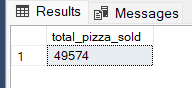 Results Messages
total_pizza_sold
1 49574